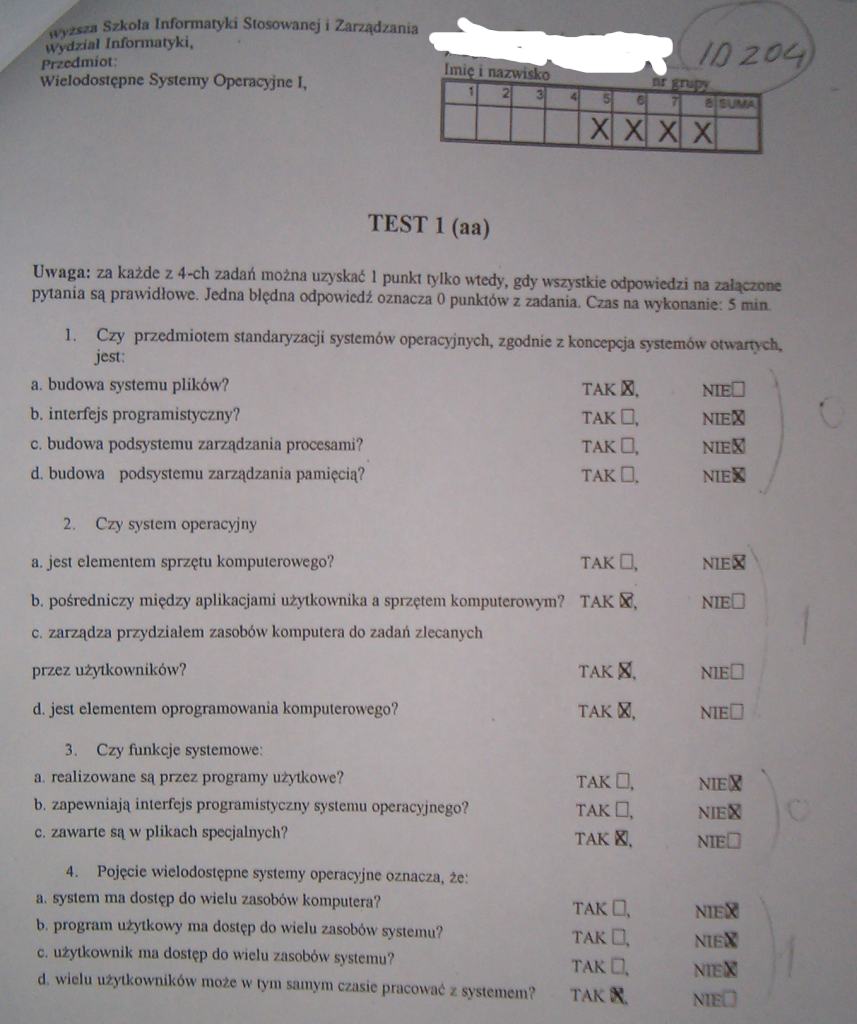 wyższa Szkoła Informatyki Stosowanej i Zarządzania
Wydział Informatyki,
Przedmiot:
Wielodostępne Systemy Operacyjne I,
ID 204
Imię i nazwisko nr grupy
1 2 3 4 5 6 7 8 SUMA
X X X X
TEST 1 (aa)
Uwaga: za każde z 4-ch zadań można uzyskać 1 punkt tylko wtedy, gdy wszystkie odpowiedzi na załączone
pytania są prawidłowe. Jedna błędna odpowiedź oznacza 0 punktów z zadania. Czas na wykonanie: 5 min.
1. Czy przedmiotem standaryzacji systemów operacyjnych, zgodnie z koncepcja systemów otwartych,
jest:
a. budowa systemu plików? TAK ☒, NIE☐
b. interfejs programistyczny? TAK ☐, NIE☒
c. budowa podsystemu zarządzania procesami? TAK ☐, NIE☒
d. budowa podsystemu zarządzania pamięcią? TAK ☐, NIE☒
0
2. Czy system operacyjny
a. jest elementem sprzętu komputerowego? TAK ☐, NIE☒
b. pośredniczy między aplikacjami użytkownika a sprzętem komputerowym? TAK ☒, NIE☐
c. zarządza przydziałem zasobów komputera do zadań zlecanych
przez użytkowników? TAK ☒, NIE☐
d. jest elementem oprogramowania komputerowego? TAK ☒, NIE☐
1
3. Czy funkcje systemowe:
a. realizowane są przez programy użytkowe? TAK ☐, NIE☒
b. zapewniają interfejs programistyczny systemu operacyjnego? TAK ☐, NIE☒
c. zawarte są w plikach specjalnych? TAK ☒, NIE☐
0
4. Pojęcie wielodostępne systemy operacyjne oznacza, że:
a. system ma dostęp do wielu zasobów komputera? TAK ☐, NIE☒
b. program użytkowy ma dostęp do wielu zasobów systemu? TAK ☐, NIE☒
c. użytkownik ma dostęp do wielu zasobów systemu? TAK ☐, NIE☒
d. wielu użytkowników może w tym samym czasie pracować z systemem? TAK ☒, NIE☐
1